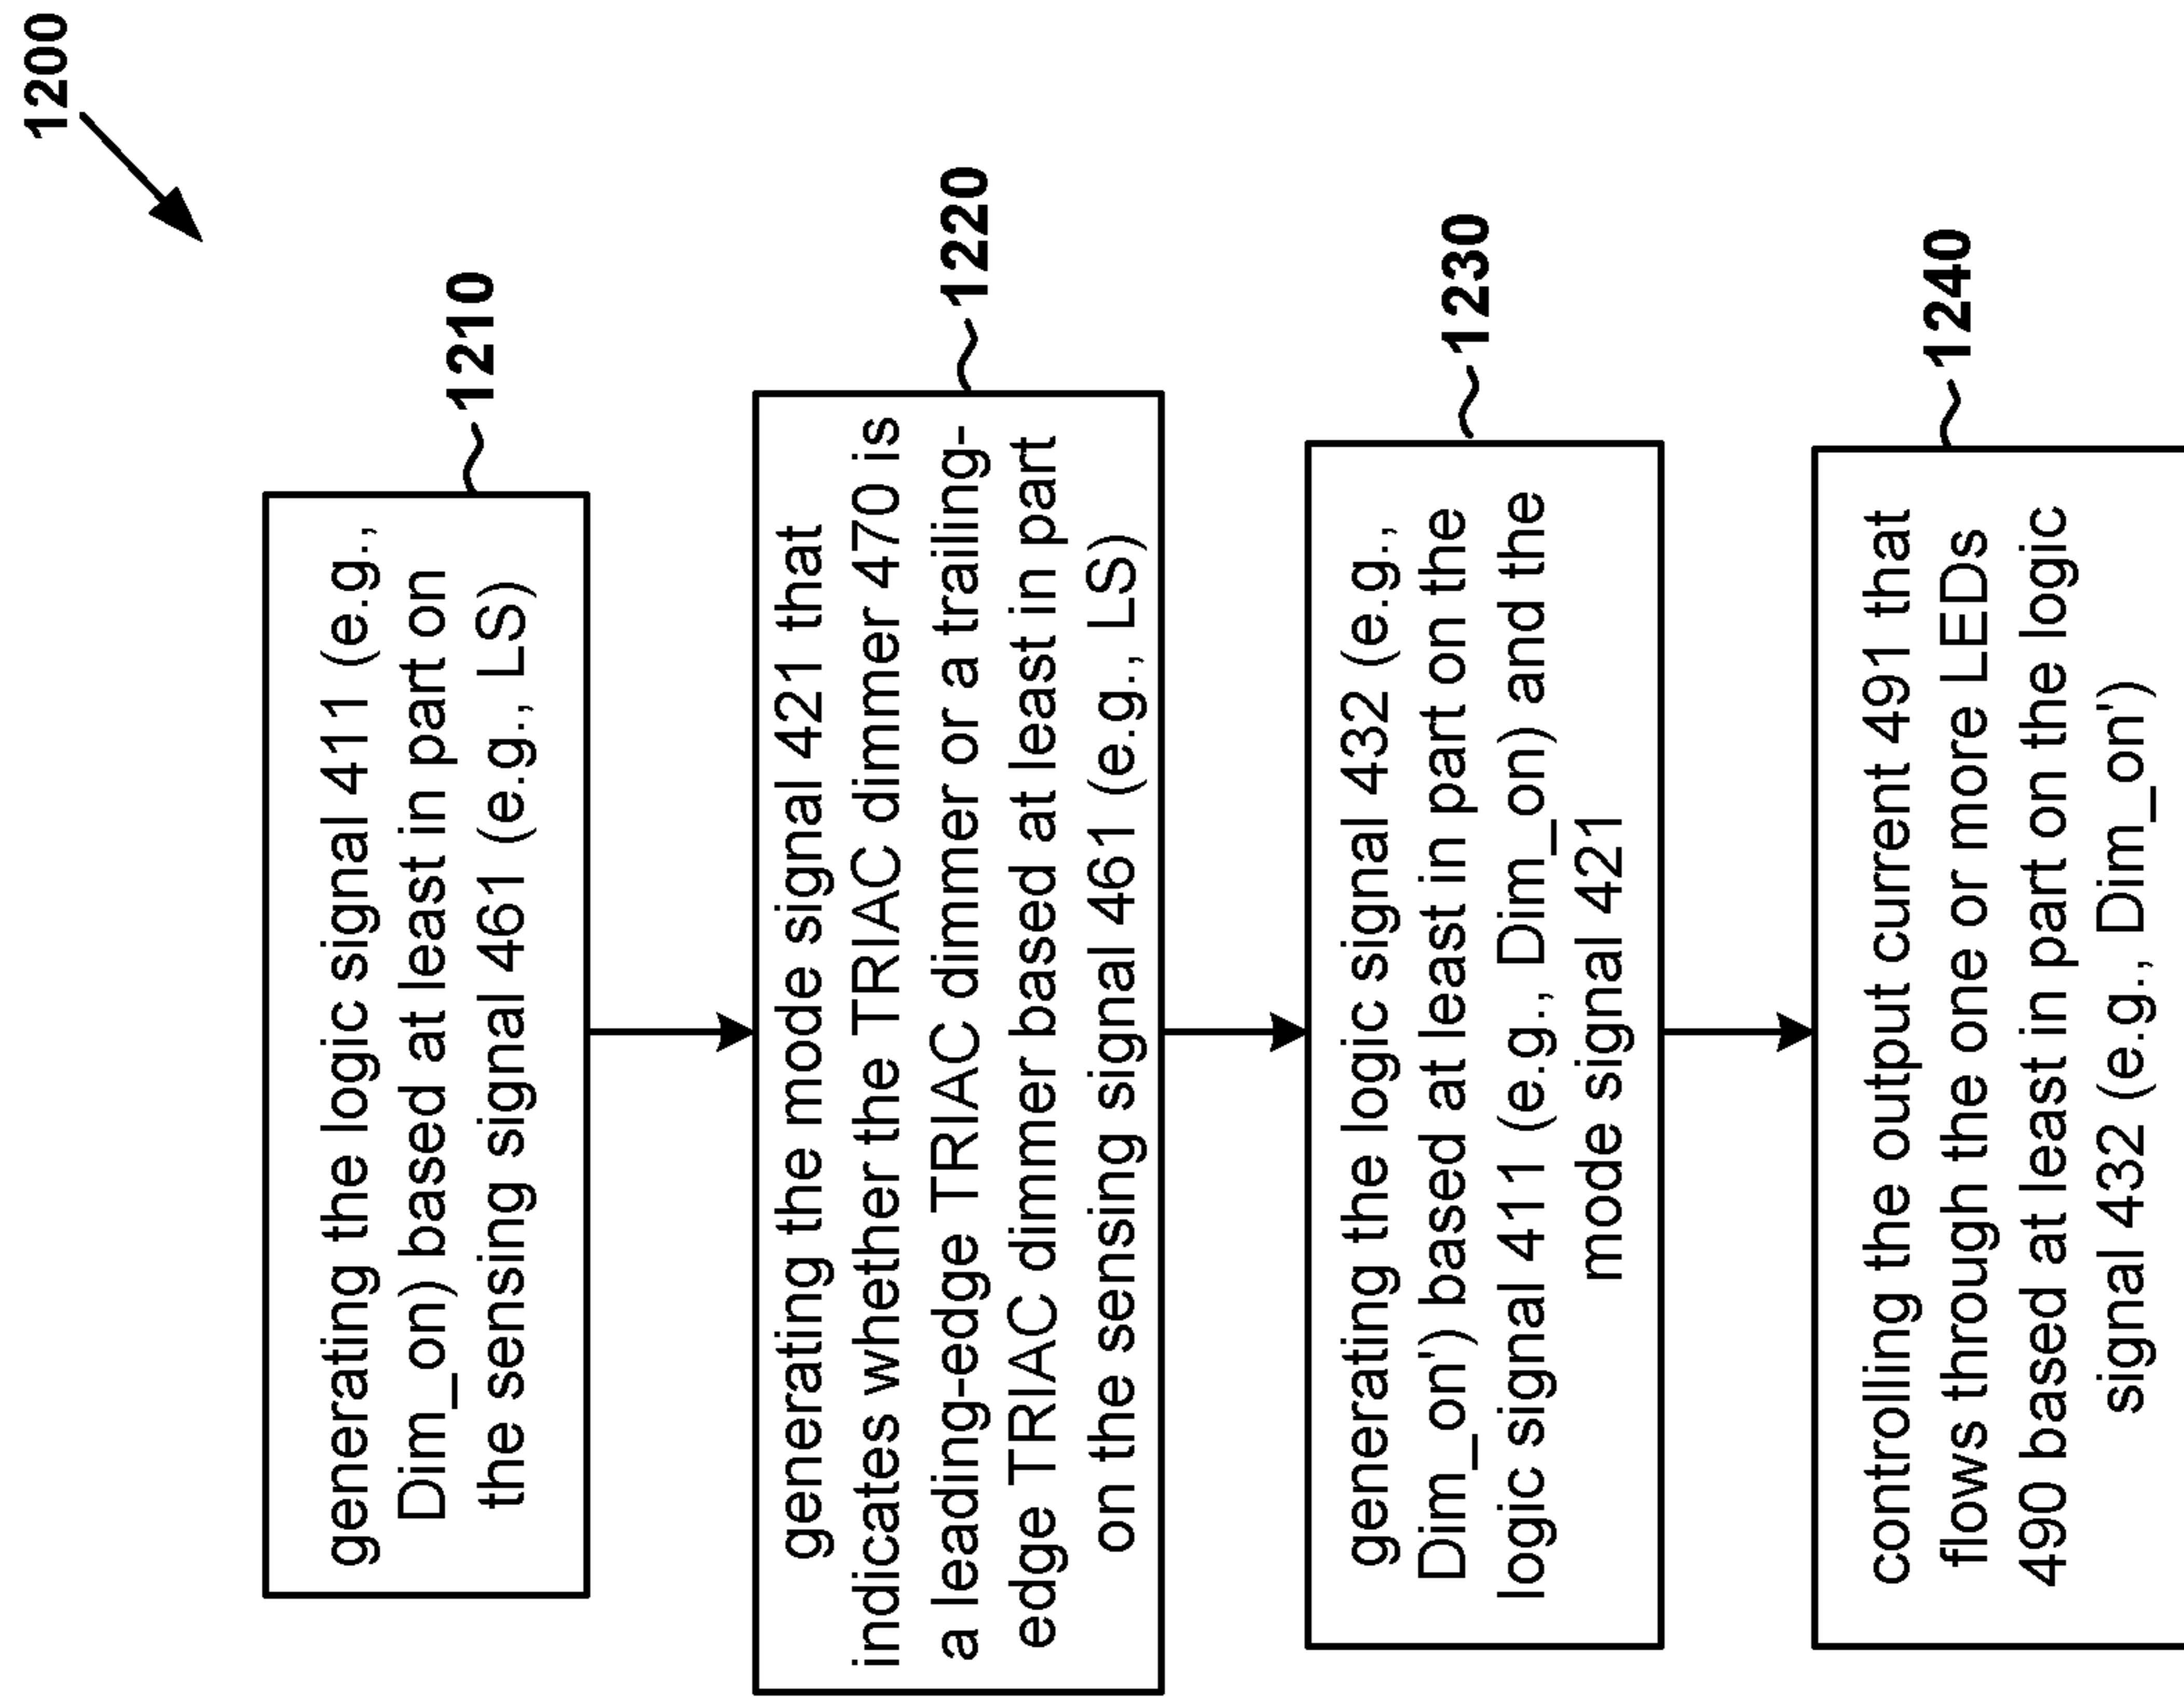 1200
generating the logic signal 411 (e.g.,
Dim_on) based at least in part on
the sensing signal 461 (e.g., LS)
1210
generating the mode signal 421 that
indicates whether the TRIAC dimmer 470 is
a leading-edge TRIAC dimmer or a trailing-
edge TRIAC dimmer based at least in part
on the sensing signal 461 (e.g., LS)
1220
generating the logic signal 432 (e.g.,
Dim_on') based at least in part on the
logic signal 411 (e.g., Dim_on) and the
mode signal 421
1230
controlling the output current 491 that
flows through the one or more LEDs
490 based at least in part on the logic
signal 432 (e.g., Dim_on')
1240